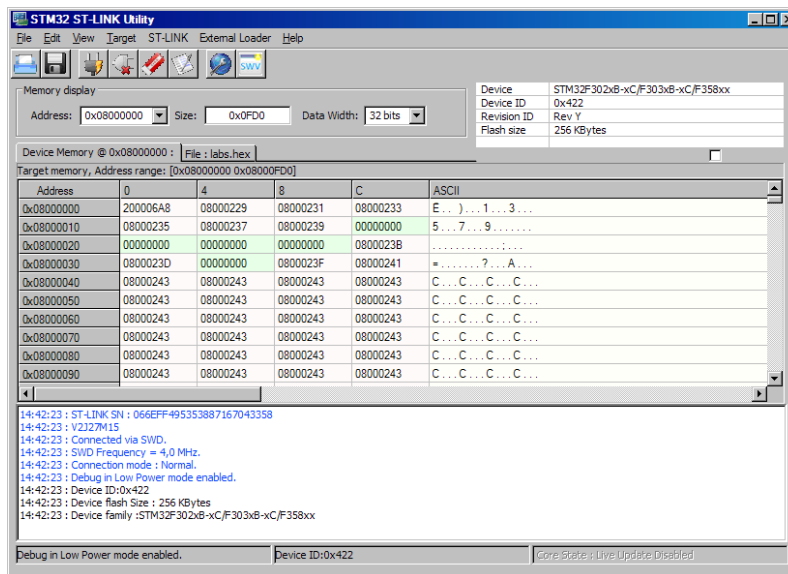 STM32 ST-LINK Utility
File Edit View Target ST-LINK External Loader Help
SWV
Memory display
Address: 0x08000000 Size: 0x0FD0 Data Width: 32 bits
Device STM32F302xB-xC/F303xB-xC/F358xx
Device ID 0x422
Revision ID Rev Y
Flash size 256 KBytes
Device Memory @ 0x08000000 : File : labs.hex
Target memory, Address range: [0x08000000 0x08000FD0]
Address 0 4 8 C ASCII
0x08000000 200006A8 08000229 08000231 08000233 Е.. )...1...3...
0x08000010 08000235 08000237 08000239 00000000 5...7...9.......
0x08000020 00000000 00000000 00000000 0800023B ............;...
0x08000030 0800023D 00000000 0800023F 08000241 =.......?...A...
0x08000040 08000243 08000243 08000243 08000243 C...C...C...C...
0x08000050 08000243 08000243 08000243 08000243 C...C...C...C...
0x08000060 08000243 08000243 08000243 08000243 C...C...C...C...
0x08000070 08000243 08000243 08000243 08000243 C...C...C...C...
0x08000080 08000243 08000243 08000243 08000243 C...C...C...C...
0x08000090 08000243 08000243 08000243 08000243 C...C...C...C...
14:42:23 : ST-LINK SN : 066EFF495353887167043358
14:42:23 : V2J27M15
14:42:23 : Connected via SWD.
14:42:23 : SWD Frequency = 4,0 MHz.
14:42:23 : Connection mode : Normal.
14:42:23 : Debug in Low Power mode enabled.
14:42:23 : Device ID:0x422
14:42:23 : Device flash Size : 256 KBytes
14:42:23 : Device family :STM32F302xB-xC/F303xB-xC/F358xx
Debug in Low Power mode enabled. Device ID:0x422 Core State : Live Update Disabled